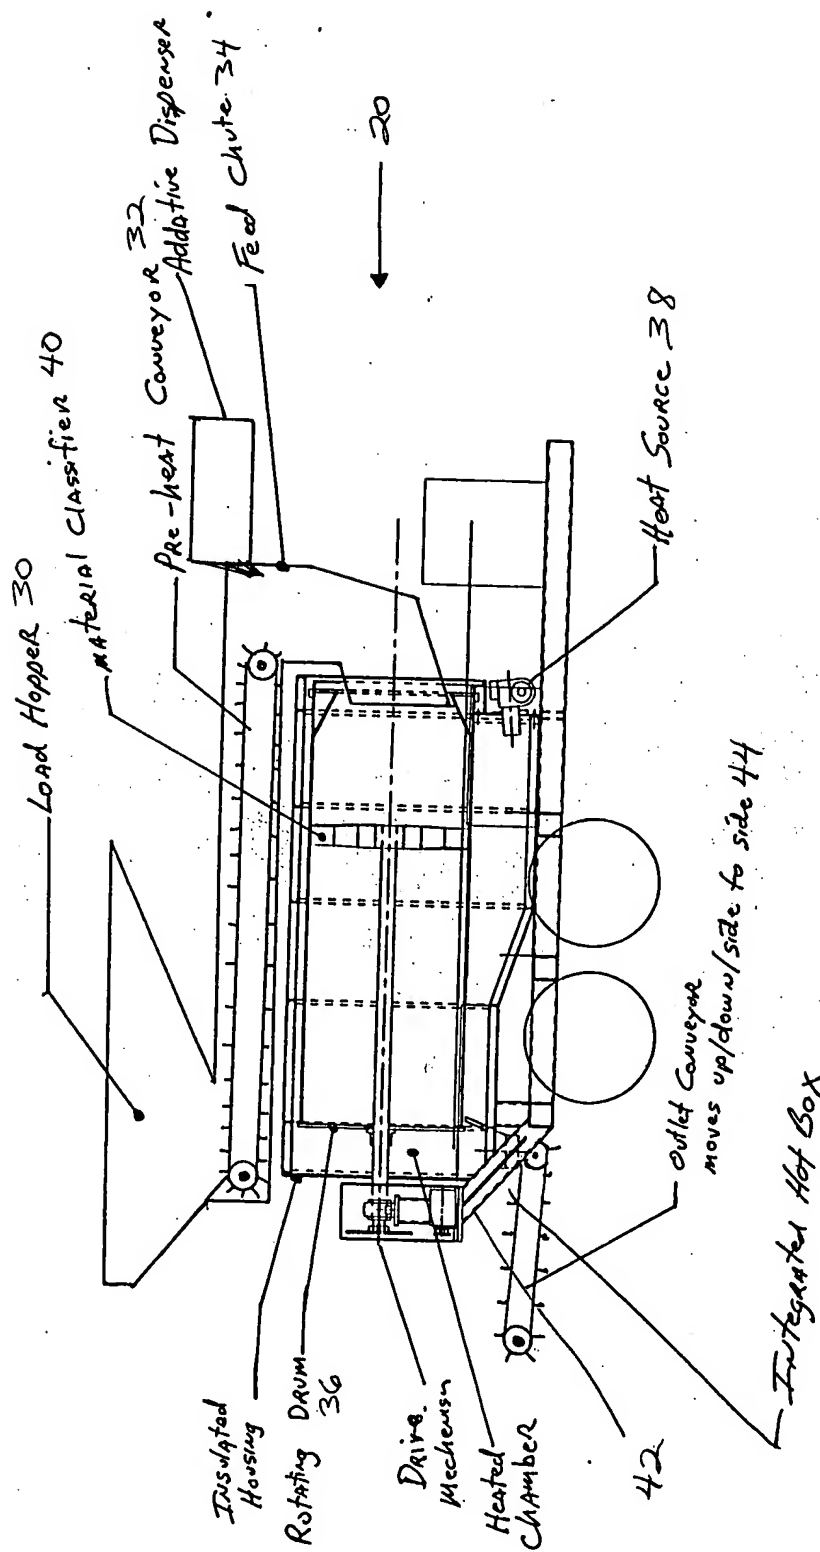 Load Hopper 30
Material Classifier 40
Pre-heat Conveyor 32
Addative Dispenser
Feed Chute 34
20
Heat Source 38
Outlet Conveyor
moves up/down/side to side 44
Integrated Hot Box
42
Heated
Chamber
Drive
Mechensm
Rotating Drum
36
Insulated
Housing